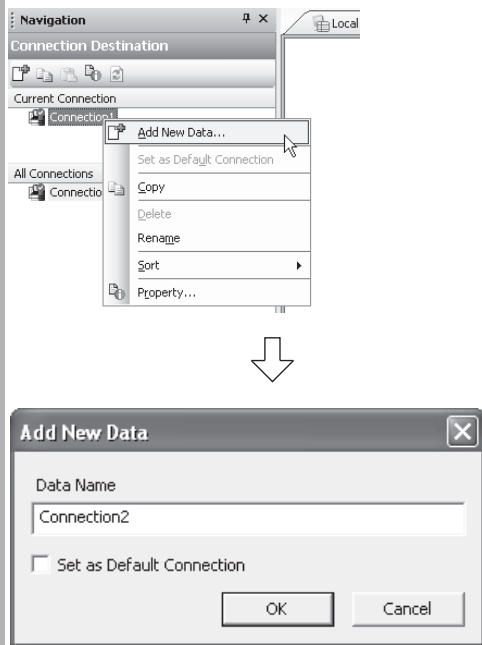 Navigation
Local
Connection Destination
Current Connection
Connection1
Add New Data...
Set as Default Connection
All Connections
Connectio
Copy
Delete
Rename
Sort
Property...
Add New Data
Data Name
Connection2
Set as Default Connection
OK Cancel